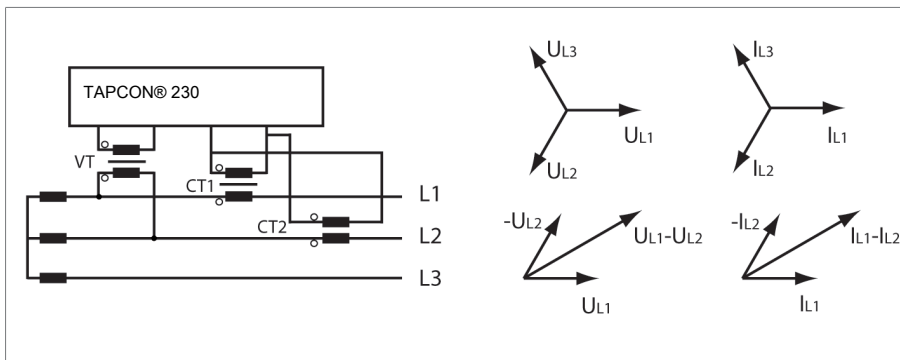 TAPCON® 230
VT
CT1
CT2
L1
L2
L3
UL3
UL1
UL2
IL3
IL1
IL2
-UL2
UL1-UL2
UL1
-IL2
IL1-IL2
IL1